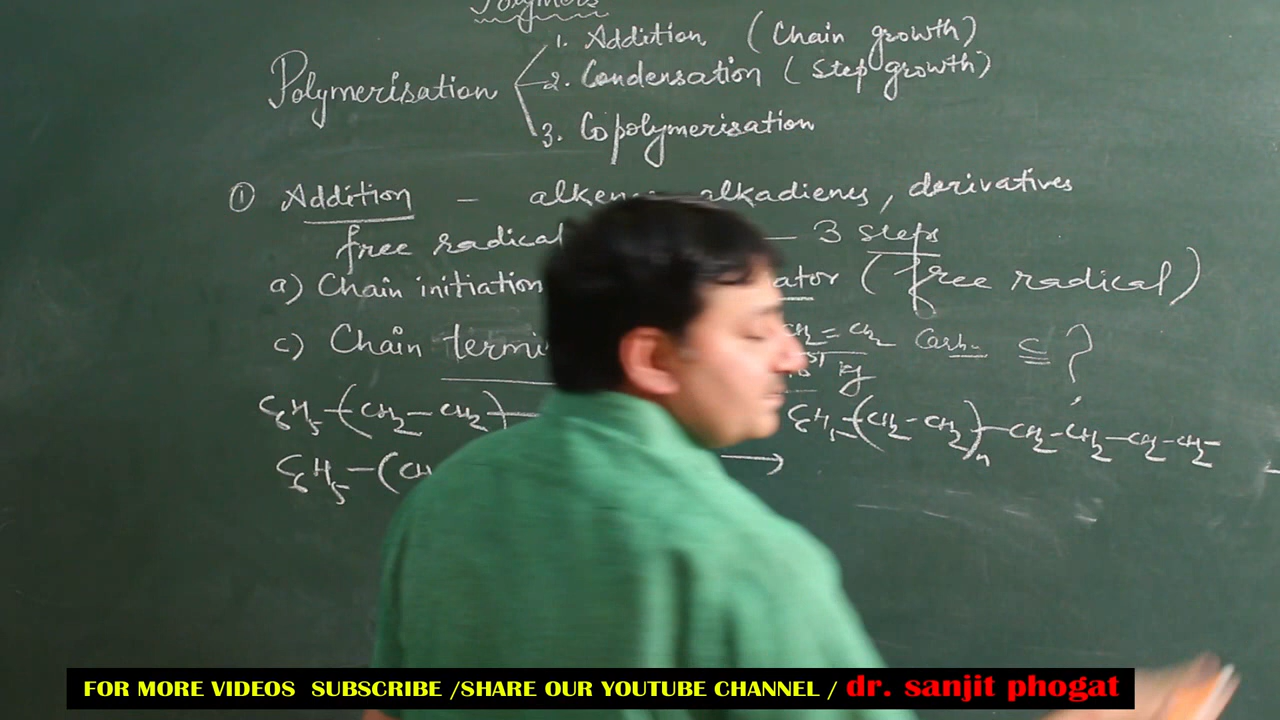 Polymers
1. Addition (Chain growth)
Polymerisation 2. Condensation (Step growth)
3. Copolymerisation
① Addition - alkenes alkadienes, derivatives
free radical — 3 steps
a) Chain initiation ator (free radical)
c) Chain termi CH2 = CH2 C ?
C6H5-(CH2-CH2)- C6H5-(CH2-CH2)n-CH2-CH2-CH2-CH2-
C6H5-(CH →
FOR MORE VIDEOS SUBSCRIBE /SHARE OUR YOUTUBE CHANNEL / dr. sanjit phogat